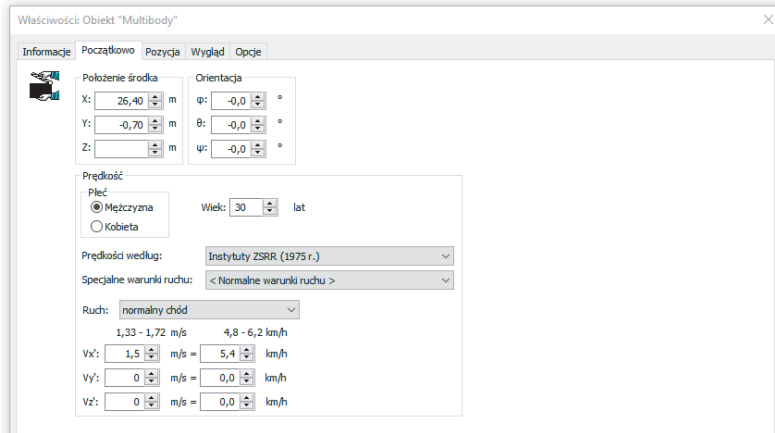 Właściwości: Obiekt "Multibody"
Informacje Początkowo Pozycja Wygląd Opcje
Położenie środka Orientacja
X: 26,40 m φ: -0,0 °
Y: -0,70 m θ: -0,0 °
Z: m ψ: -0,0 °
Prędkość
Płeć
Mężczyzna Wiek: 30 lat
Kobieta
Prędkości według: Instytuty ZSRR (1975 r.)
Specjalne warunki ruchu: < Normalne warunki ruchu >
Ruch: normalny chód
1,33 - 1,72 m/s 4,8 - 6,2 km/h
Vx': 1,5 m/s = 5,4 km/h
Vy': 0 m/s = 0,0 km/h
Vz': 0 m/s = 0,0 km/h